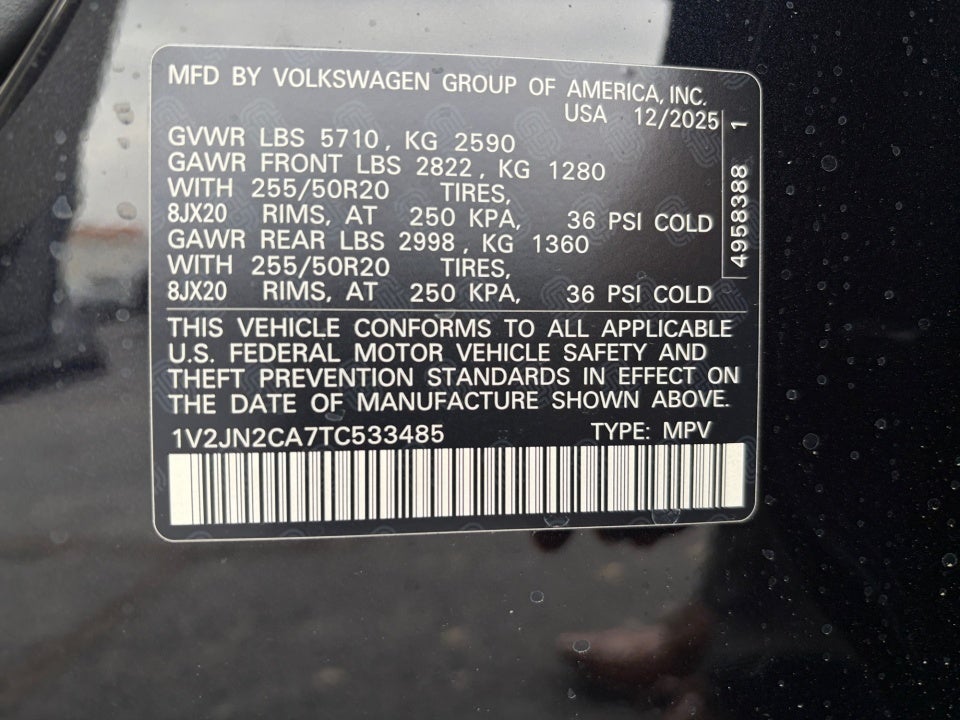 MFD BY VOLKSWAGEN GROUP OF AMERICA, INC.
USA 12/2025
GVWR LBS 5710, KG 2590
GAWR FRONT LBS 2822, KG 1280
WITH 255/50R20 TIRES,
8JX20 RIMS, AT 250 KPA, 36 PSI COLD
GAWR REAR LBS 2998, KG 1360
WITH 255/50R20 TIRES,
8JX20 RIMS, AT 250 KPA, 36 PSI COLD
4958388 1
THIS VEHICLE CONFORMS TO ALL APPLICABLE
U.S. FEDERAL MOTOR VEHICLE SAFETY AND
THEFT PREVENTION STANDARDS IN EFFECT ON
THE DATE OF MANUFACTURE SHOWN ABOVE.
1V2JN2CA7TC533485 TYPE: MPV